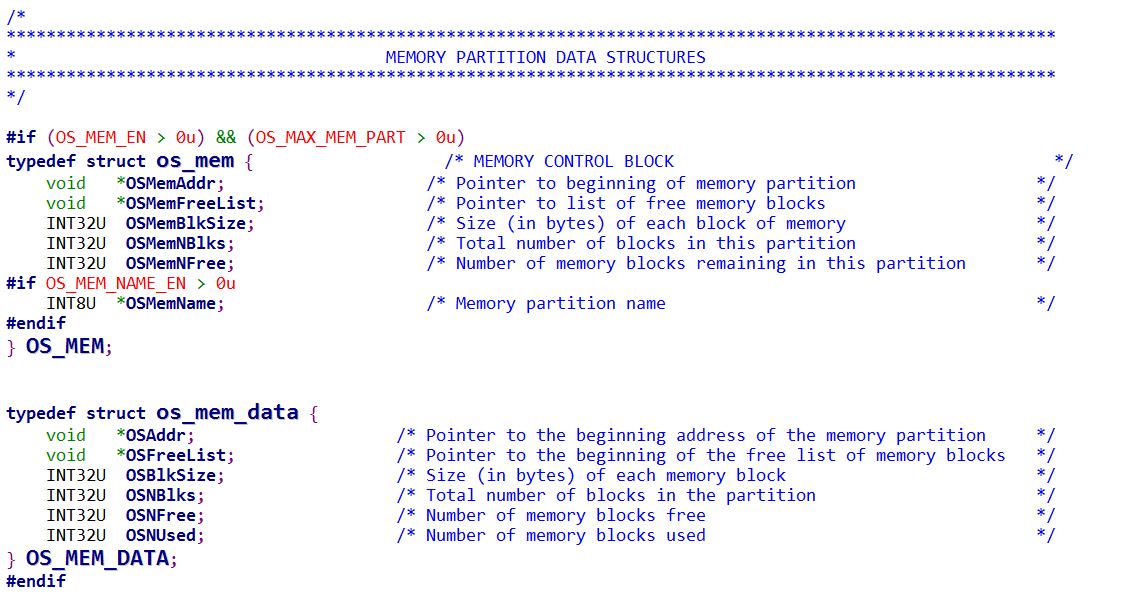 /*
*********************************************************************************************************
*                                     MEMORY PARTITION DATA STRUCTURES
*********************************************************************************************************
*/

#if (OS_MEM_EN > 0u) && (OS_MAX_MEM_PART > 0u)
typedef struct os_mem {                   /* MEMORY CONTROL BLOCK                                      */
    void   *OSMemAddr;                    /* Pointer to beginning of memory partition                  */
    void   *OSMemFreeList;                /* Pointer to list of free memory blocks                     */
    INT32U  OSMemBlkSize;                 /* Size (in bytes) of each block of memory                   */
    INT32U  OSMemNBlks;                   /* Total number of blocks in this partition                  */
    INT32U  OSMemNFree;                   /* Number of memory blocks remaining in this partition       */
#if OS_MEM_NAME_EN > 0u
    INT8U  *OSMemName;                    /* Memory partition name                                     */
#endif
} OS_MEM;

typedef struct os_mem_data {
    void   *OSAddr;                    /* Pointer to the beginning address of the memory partition     */
    void   *OSFreeList;                /* Pointer to the beginning of the free list of memory blocks   */
    INT32U  OSBlkSize;                 /* Size (in bytes) of each memory block                         */
    INT32U  OSNBlks;                   /* Total number of blocks in the partition                      */
    INT32U  OSNFree;                   /* Number of memory blocks free                                 */
    INT32U  OSNUsed;                   /* Number of memory blocks used                                 */
} OS_MEM_DATA;
#endif